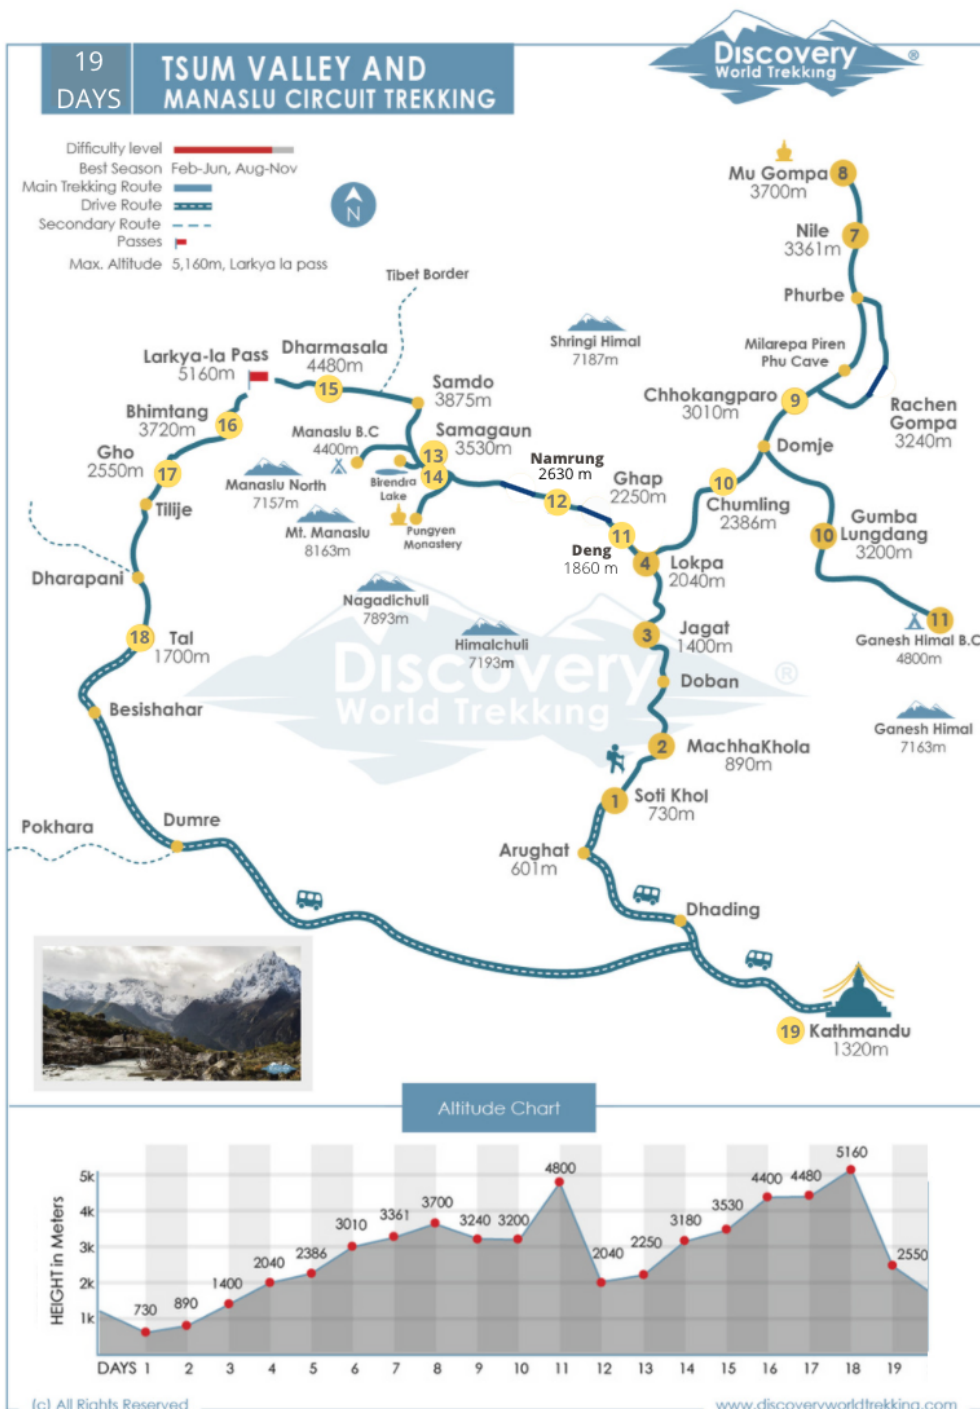 19
DAYS
TSUM VALLEY AND
MANASLU CIRCUIT TREKKING
Discovery
World Trekking
®
Difficulty level
Best Season Feb-Jun, Aug-Nov
Main Trekking Route
Drive Route
Secondary Route
Passes
Max. Altitude 5,160m, Larkya la pass
N
Tibet Border
Mu Gompa 8
3700m
Nile 7
3361m
Phurbe
Milarepa Piren
Phu Cave
Shringi Himal
7187m
Larkya-la Pass
5160m
Dharmasala
4480m
15
Samdo
3875m
Chhokangparo 9
3010m
Rachen
Gompa
3240m
Bhimtang 16
3720m
Manaslu B.C
4400m
Samagaun
3530m
13
14
Domje
Gho 17
2550m
Manaslu North
7157m
Birendra
Lake
Namrung
2630 m
12
Ghap
2250m
10
Chumling
2386m
Tilije
Mt. Manaslu
8163m
Pungyen
Monastery
11
Deng
1860 m
10
Gumba
Lungdang
3200m
4 Lokpa
2040m
Dharapani
Nagadichuli
7893m
Himalchuli
7193m
3 Jagat
1400m
11
Ganesh Himal B.C
4800m
18 Tal
1700m
Discovery
World Trekking
®
Doban
Besishahar
Ganesh Himal
7163m
2 MachhaKhola
890m
1 Soti Khol
730m
Pokhara
Dumre
Arughat
601m
Dhading
19 Kathmandu
1320m
Altitude Chart
HEIGHT in Meters
5k
4k
3k
2k
1k
730 890 1400 2040 2386 3010 3361 3700 3240 3200 4800 2040 2250 3180 3530 4400 4480 5160 2550
DAYS 1 2 3 4 5 6 7 8 9 10 11 12 13 14 15 16 17 18 19
(c) All Rights Reserved
www.discoveryworldtrekking.com